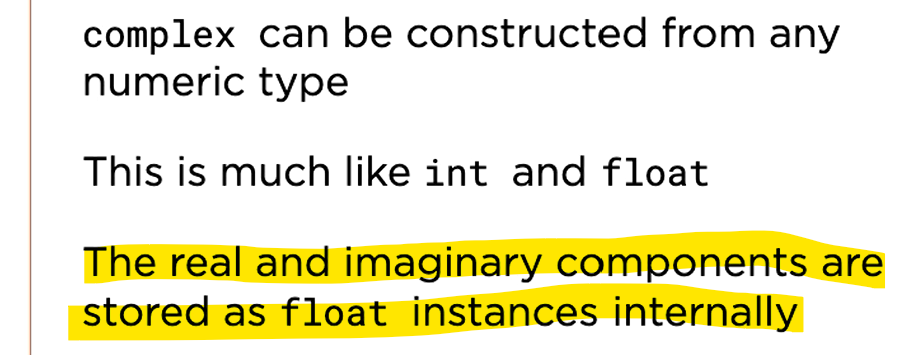 complex can be constructed from any
numeric type
This is much like int and float
The real and imaginary components are
stored as float instances internally